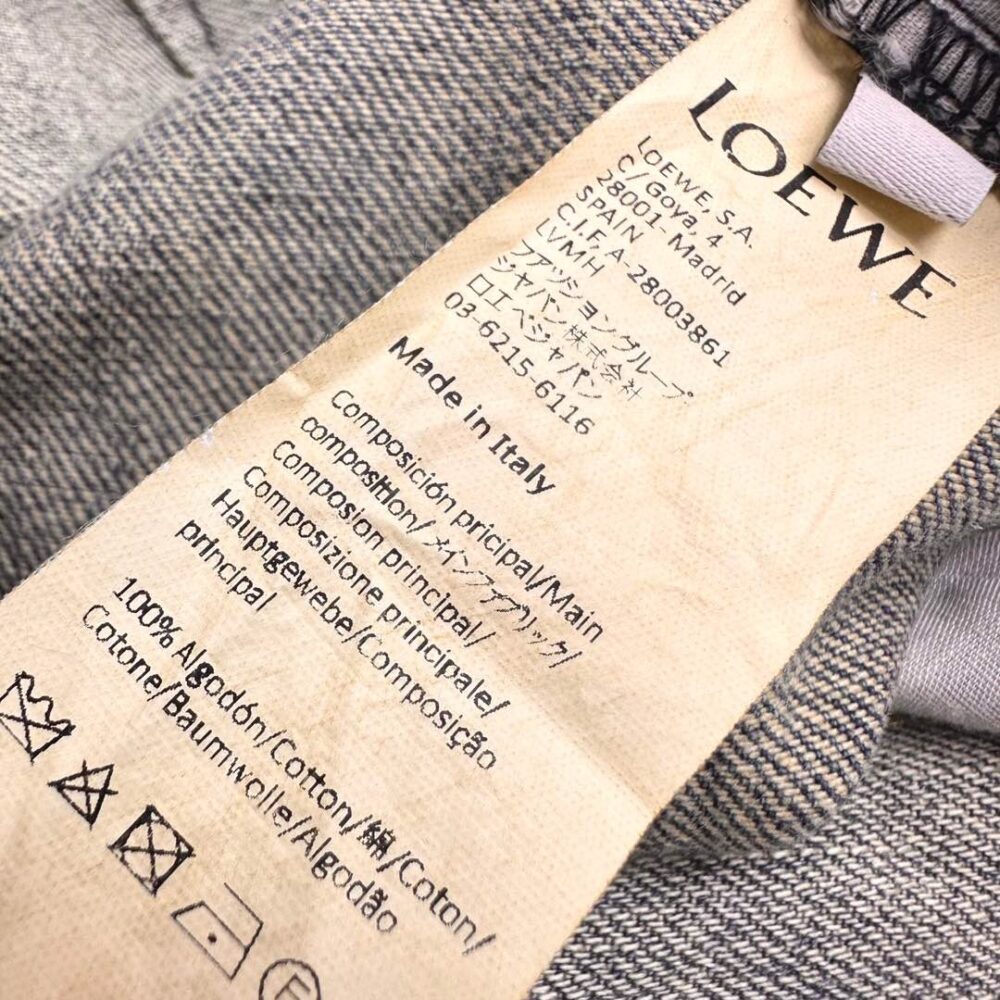 LOEWE
LOEWE, S.A.
C/Goya, 4
28001- Madrid
SPAIN
C.I.F, A-28003861
LVMH
ファッショングループ
ジャパン株式会社
ロエベジャパン
03-6215-6116
Made in Italy
Composición pricipal/Main
composition/メインファブリック/
Composion principal/
Composizione principale/
Hauptgewebe/Composição
principal
100% Algodón/Cotton/綿/Coton/
Cotone/Baumwolle/Algodão
F